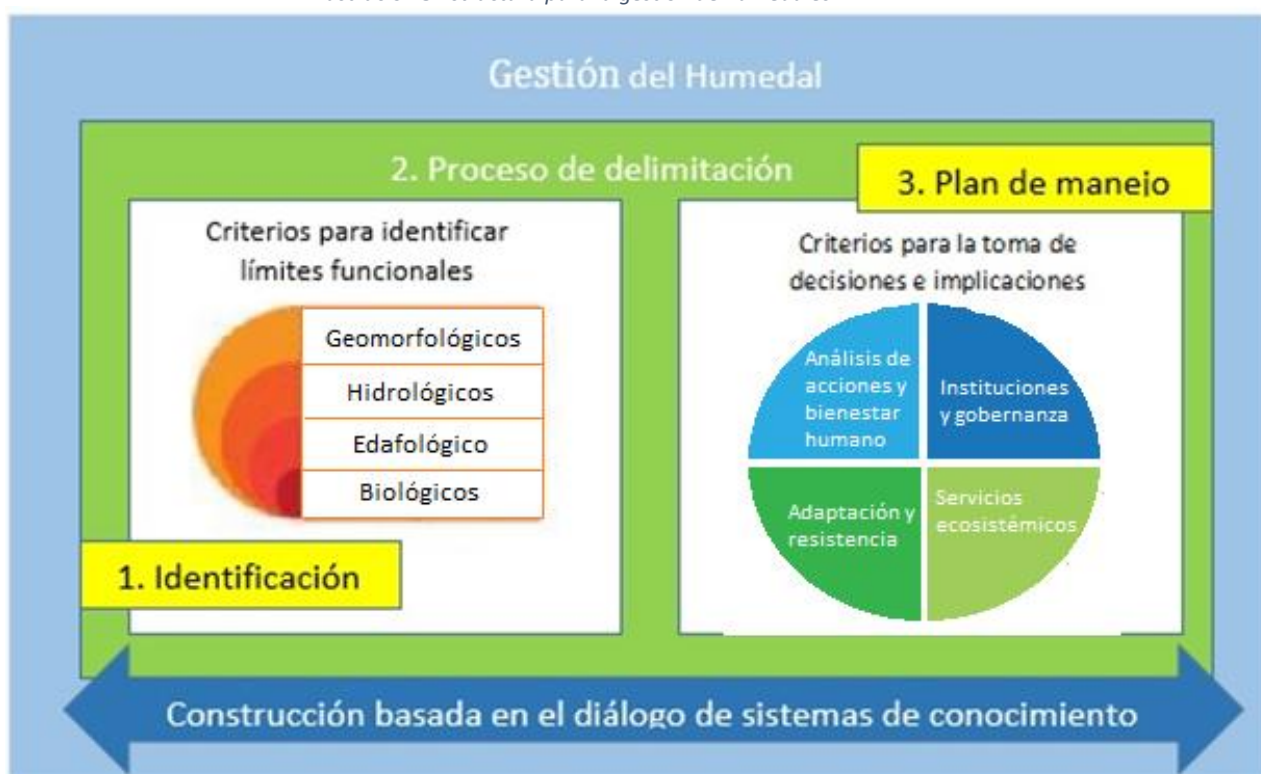 Gestión del Humedal
2. Proceso de delimitación
3. Plan de manejo
Criterios para identificar
límites funcionales
Geomorfológicos
Hidrológicos
Edafológico
Biológicos
1. Identificación
Criterios para la toma de
decisiones e implicaciones
Análisis de
acciones y
bienestar
humano
Instituciones
y gobernanza
Adaptación y
resistencia
Servicios
ecosistémicos
Construcción basada en el diálogo de sistemas de conocimiento